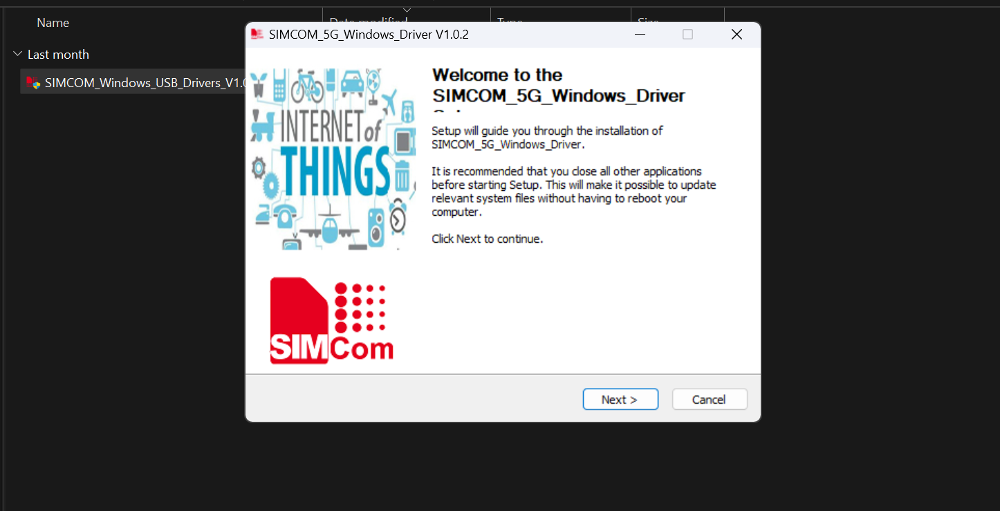 Name
Date modified
Type
Size
Last month
SIMCOM_Windows_USB_Drivers_V1.0
SIMCOM_5G_Windows_Driver V1.0.2
INTERNET of
THINGS
SIMCom
Welcome to the
SIMCOM_5G_Windows_Driver
Setup will guide you through the installation of
SIMCOM_5G_Windows_Driver.
It is recommended that you close all other applications
before starting Setup. This will make it possible to update
relevant system files without having to reboot your
computer.
Click Next to continue.
Next >
Cancel